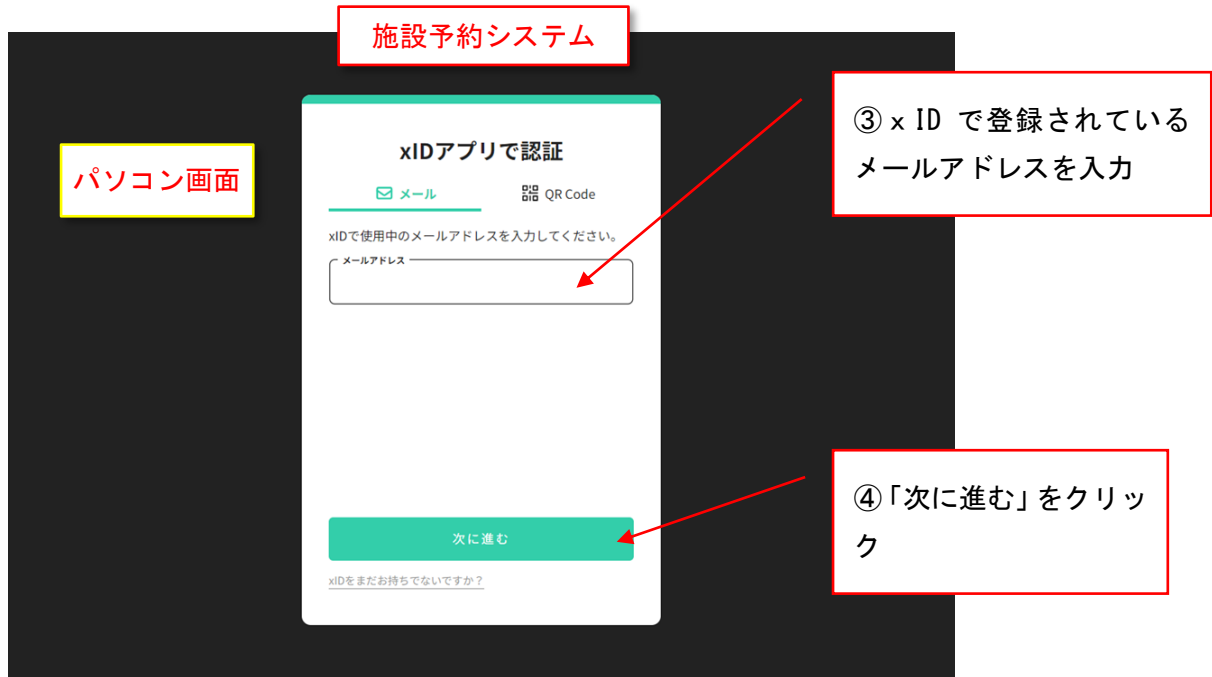 施設予約システム
パソコン画面
xIDアプリで認証
メール
QR Code
xIDで使用中のメールアドレスを入力してください。
メールアドレス
次に進む
xIDをまだお持ちでないですか？
③x ID で登録されている
メールアドレスを入力
④「次に進む」をクリッ
ク